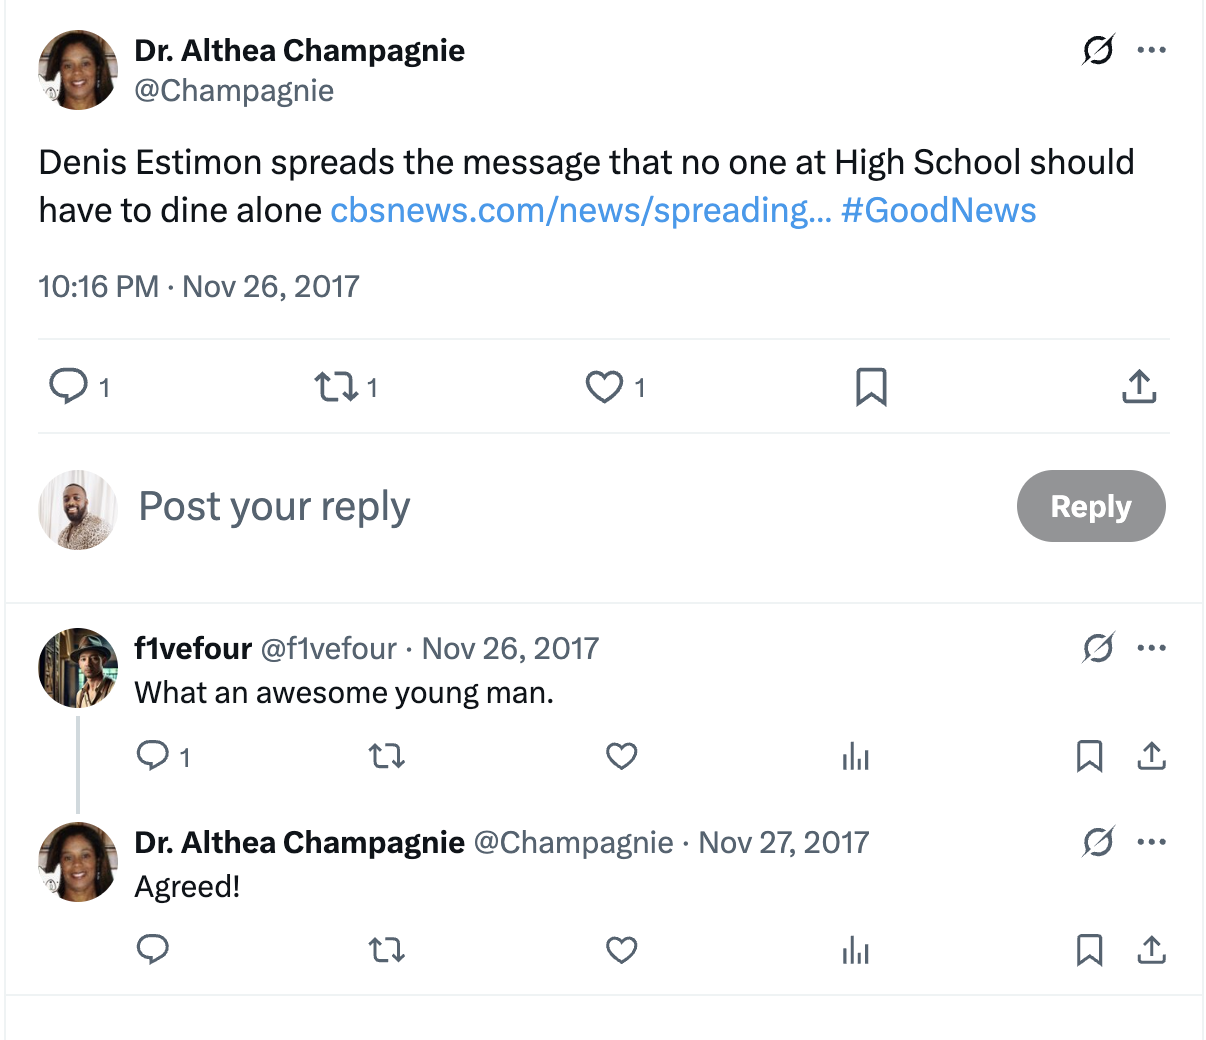 Dr. Althea Champagnie
@Champagnie
Denis Estimon spreads the message that no one at High School should
have to dine alone cbsnews.com/news/spreading... #GoodNews
10:16 PM · Nov 26, 2017
1 1 1
Post your reply Reply
f1vefour @f1vefour · Nov 26, 2017
What an awesome young man.
1
Dr. Althea Champagnie @Champagnie · Nov 27, 2017
Agreed!